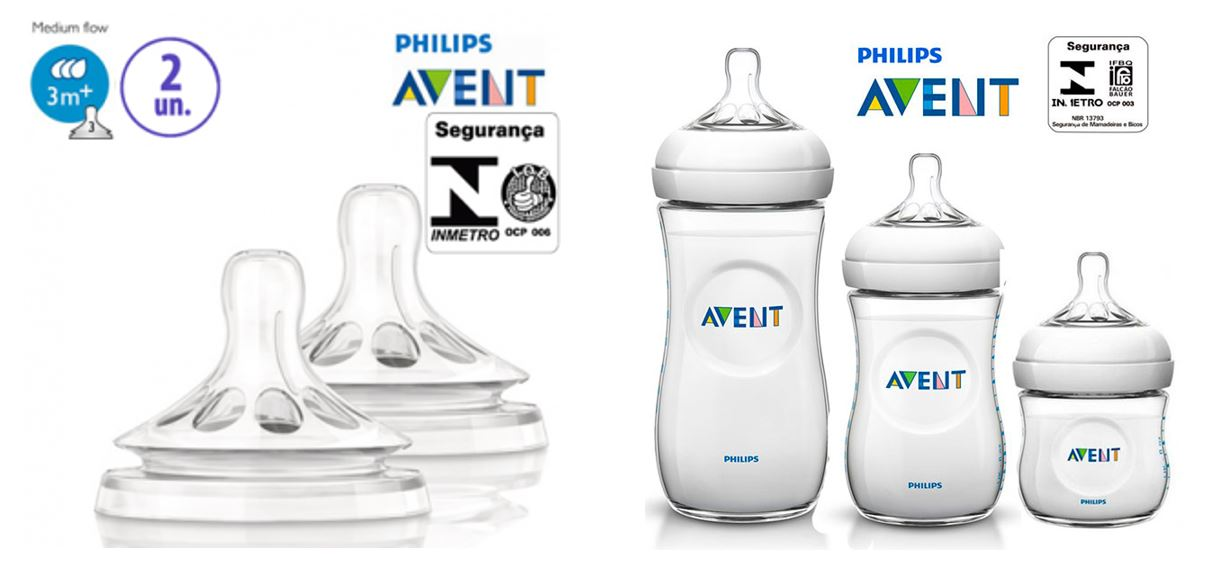 Medium flow
3m+
3
2
un.
PHILIPS
AVENT
Segurança
INMETRO OCP 006
PHILIPS
AVENT
Segurança
IFBQ
FALCÃO
BAUER
IN. IETRO OCP 003
NBR 13793
Segurança de Mamadeiras e Bicos
AVENT
PHILIPS
AVENT
PHILIPS
AVENT
PHILIPS